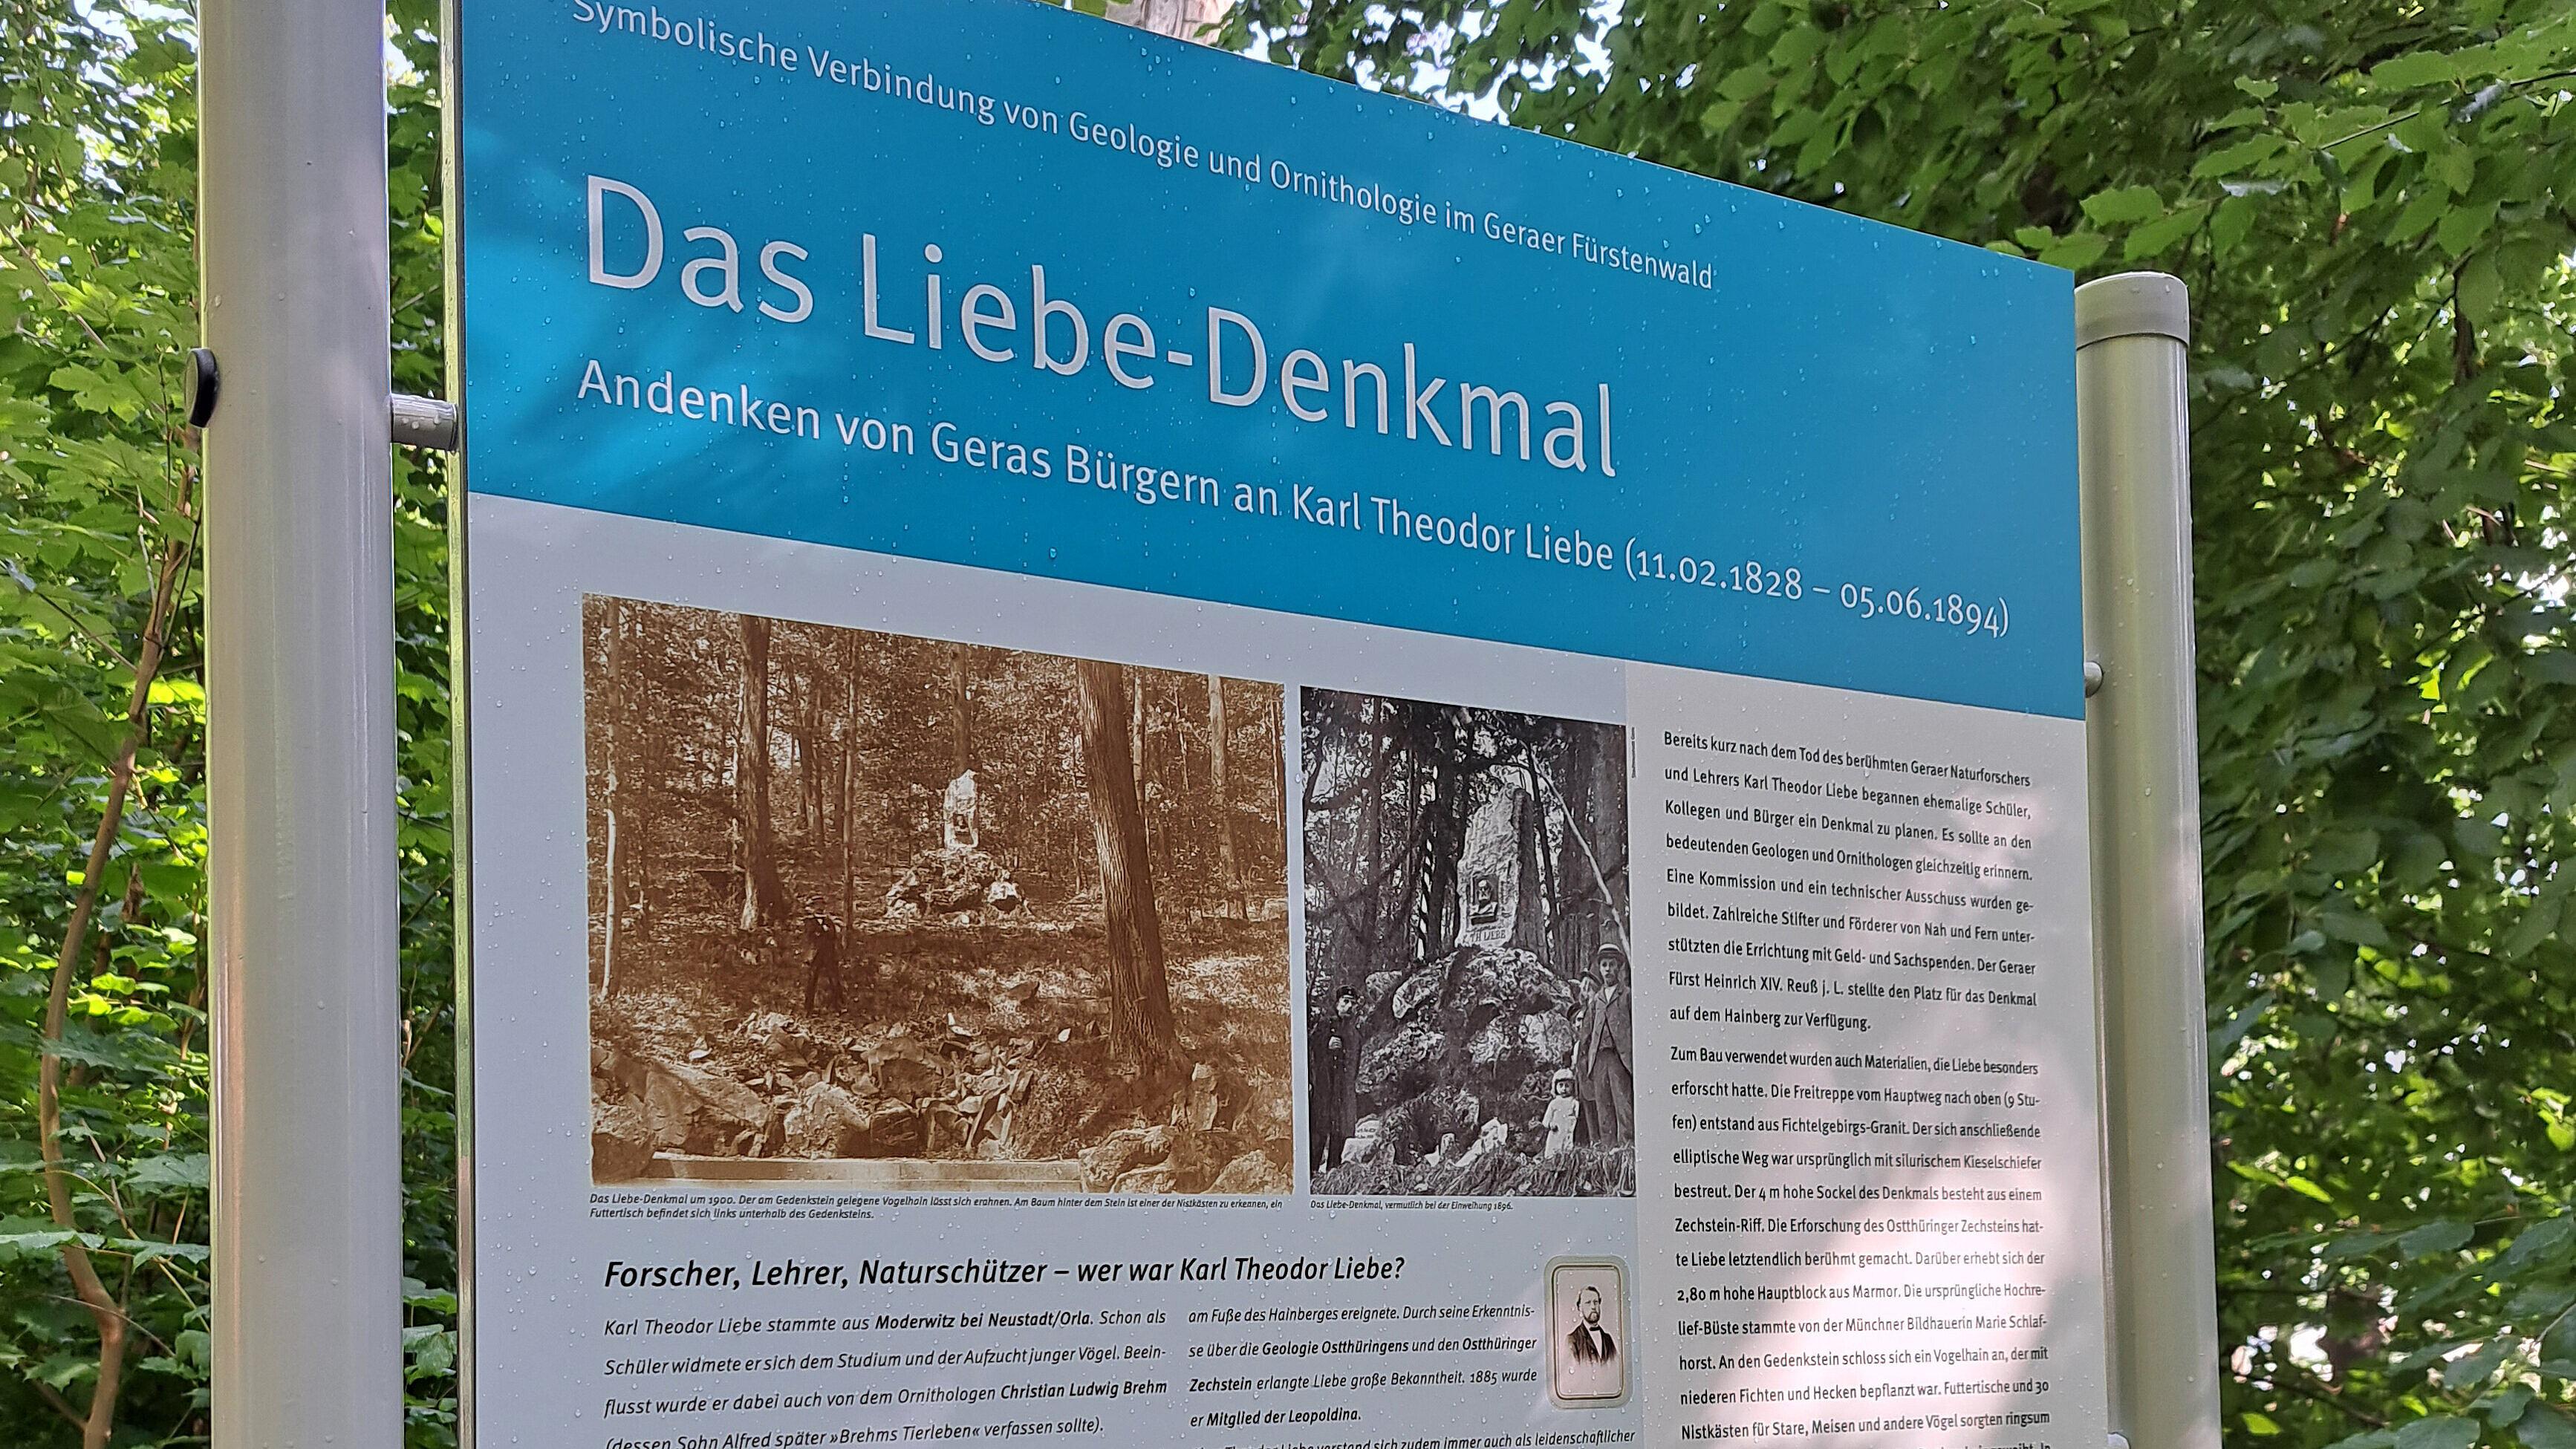 Symbolische Verbindung von Geologie und Ornithologie im Geraer Fürstenwald
Das Liebe-Denkmal
Andenken von Geras Bürgern an Karl Theodor Liebe (11.02.1828 – 05.06.1894)
TH LIEBE
Das Liebe-Denkmal um 1900. Der am Gedenkstein gelegene Vogelhain lässt sich erahnen. Am Baum hinter dem Stein ist einer der Nistkästen zu erkennen, ein
Futtertisch befindet sich links unterhalb des Gedenksteins.
Das Liebe-Denkmal, vermutlich bei der Einweihung 1896.
Forscher, Lehrer, Naturschützer – wer war Karl Theodor Liebe?
Karl Theodor Liebe stammte aus Moderwitz bei Neustadt/Orla. Schon als
Schüler widmete er sich dem Studium und der Aufzucht junger Vögel. Beein-
flusst wurde er dabei auch von dem Ornithologen Christian Ludwig Brehm
(dessen Sohn Alfred später »Brehms Tierleben« verfassen sollte).
am Fuße des Hainberges ereignete. Durch seine Erkenntnis-
se über die Geologie Ostthüringens und den Ostthüringer
Zechstein erlangte Liebe große Bekanntheit. 1885 wurde
er Mitglied der Leopoldina.
Liebe verstand sich zudem immer auch als leidenschaftlicher
Bereits kurz nach dem Tod des berühmten Geraer Naturforschers
und Lehrers Karl Theodor Liebe begannen ehemalige Schüler,
Kollegen und Bürger ein Denkmal zu planen. Es sollte an den
bedeutenden Geologen und Ornithologen gleichzeitig erinnern.
Eine Kommission und ein technischer Ausschuss wurden ge-
bildet. Zahlreiche Stifter und Förderer von Nah und Fern unter-
stützten die Errichtung mit Geld- und Sachspenden. Der Geraer
Fürst Heinrich XIV. Reuß j. L. stellte den Platz für das Denkmal
auf dem Hainberg zur Verfügung.
Zum Bau verwendet wurden auch Materialien, die Liebe besonders
erforscht hatte. Die Freitreppe vom Hauptweg nach oben (9 Stu-
fen) entstand aus Fichtelgebirgs-Granit. Der sich anschließende
elliptische Weg war ursprünglich mit silurischem Kieselschiefer
bestreut. Der 4 m hohe Sockel des Denkmals besteht aus einem
Zechstein-Riff. Die Erforschung des Ostthüringer Zechsteins hat-
te Liebe letztendlich berühmt gemacht. Darüber erhebt sich der
2,80 m hohe Hauptblock aus Marmor. Die ursprüngliche Hochre-
lief-Büste stammte von der Münchner Bildhauerin Marie Schlaf-
horst. An den Gedenkstein schloss sich ein Vogelhain an, der mit
niederen Fichten und Hecken bepflanzt war. Futtertische und 30
Nistkästen für Stare, Meisen und andere Vögel sorgten ringsum